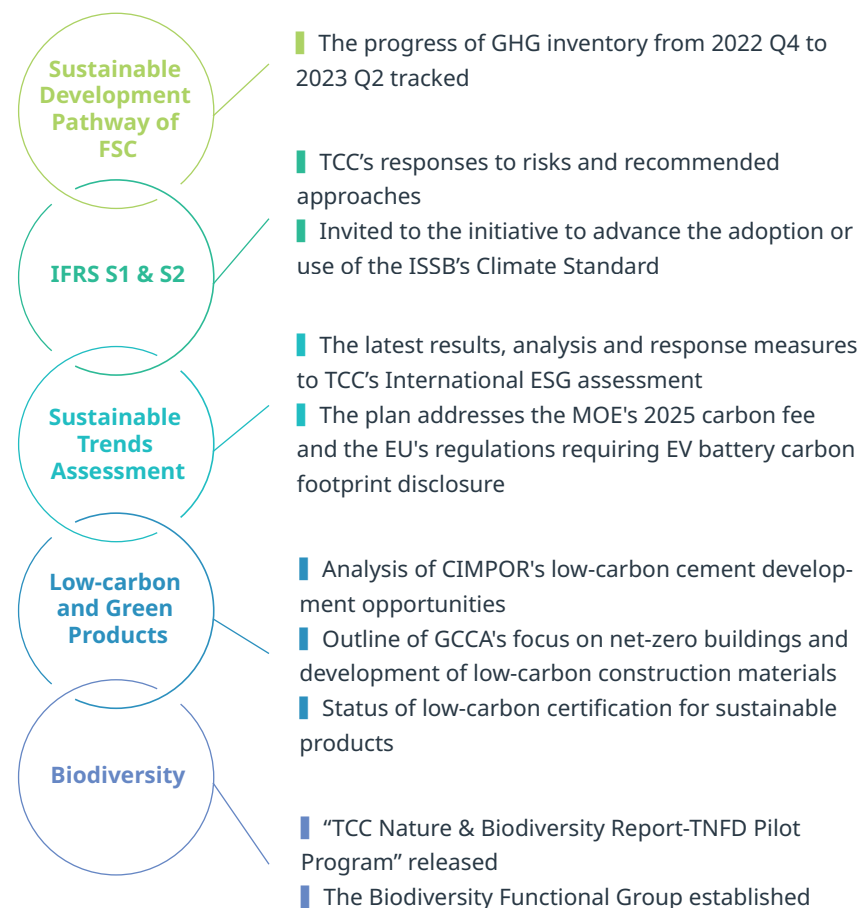 Sustainable
Development
Pathway of
FSC
The progress of GHG inventory from 2022 Q4 to
2023 Q2 tracked
IFRS S1 & S2
TCC’s responses to risks and recommended
approaches
Invited to the initiative to advance the adoption or
use of the ISSB’s Climate Standard
Sustainable
Trends
Assessment
The latest results, analysis and response measures
to TCC’s International ESG assessment
The plan addresses the MOE's 2025 carbon fee
and the EU's regulations requiring EV battery carbon
footprint disclosure
Low-carbon
and Green
Products
Analysis of CIMPOR's low-carbon cement develop-
ment opportunities
Outline of GCCA's focus on net-zero buildings and
development of low-carbon construction materials
Status of low-carbon certification for sustainable
products
Biodiversity
“TCC Nature & Biodiversity Report-TNFD Pilot
Program” released
The Biodiversity Functional Group established